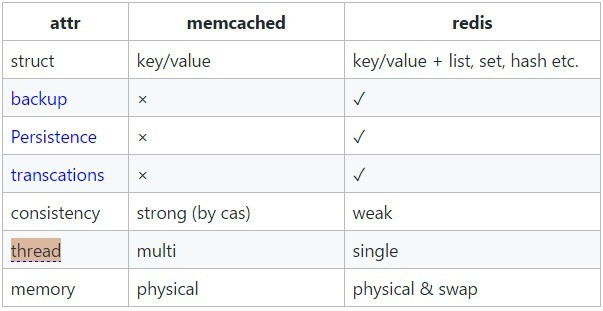 attr memcached redis
struct key/value key/value + list, set, hash etc.
backup × ✓
Persistence × ✓
transcations × ✓
consistency strong (by cas) weak
thread multi single
memory physical physical & swap